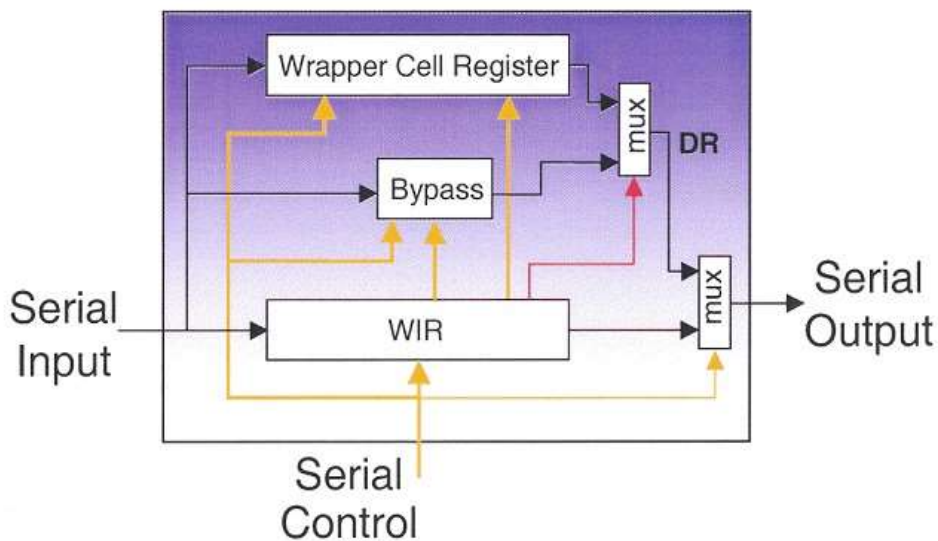 Wrapper Cell Register
mux
DR
Bypass
Serial
Input
WIR
mux
Serial
Output
Serial
Control